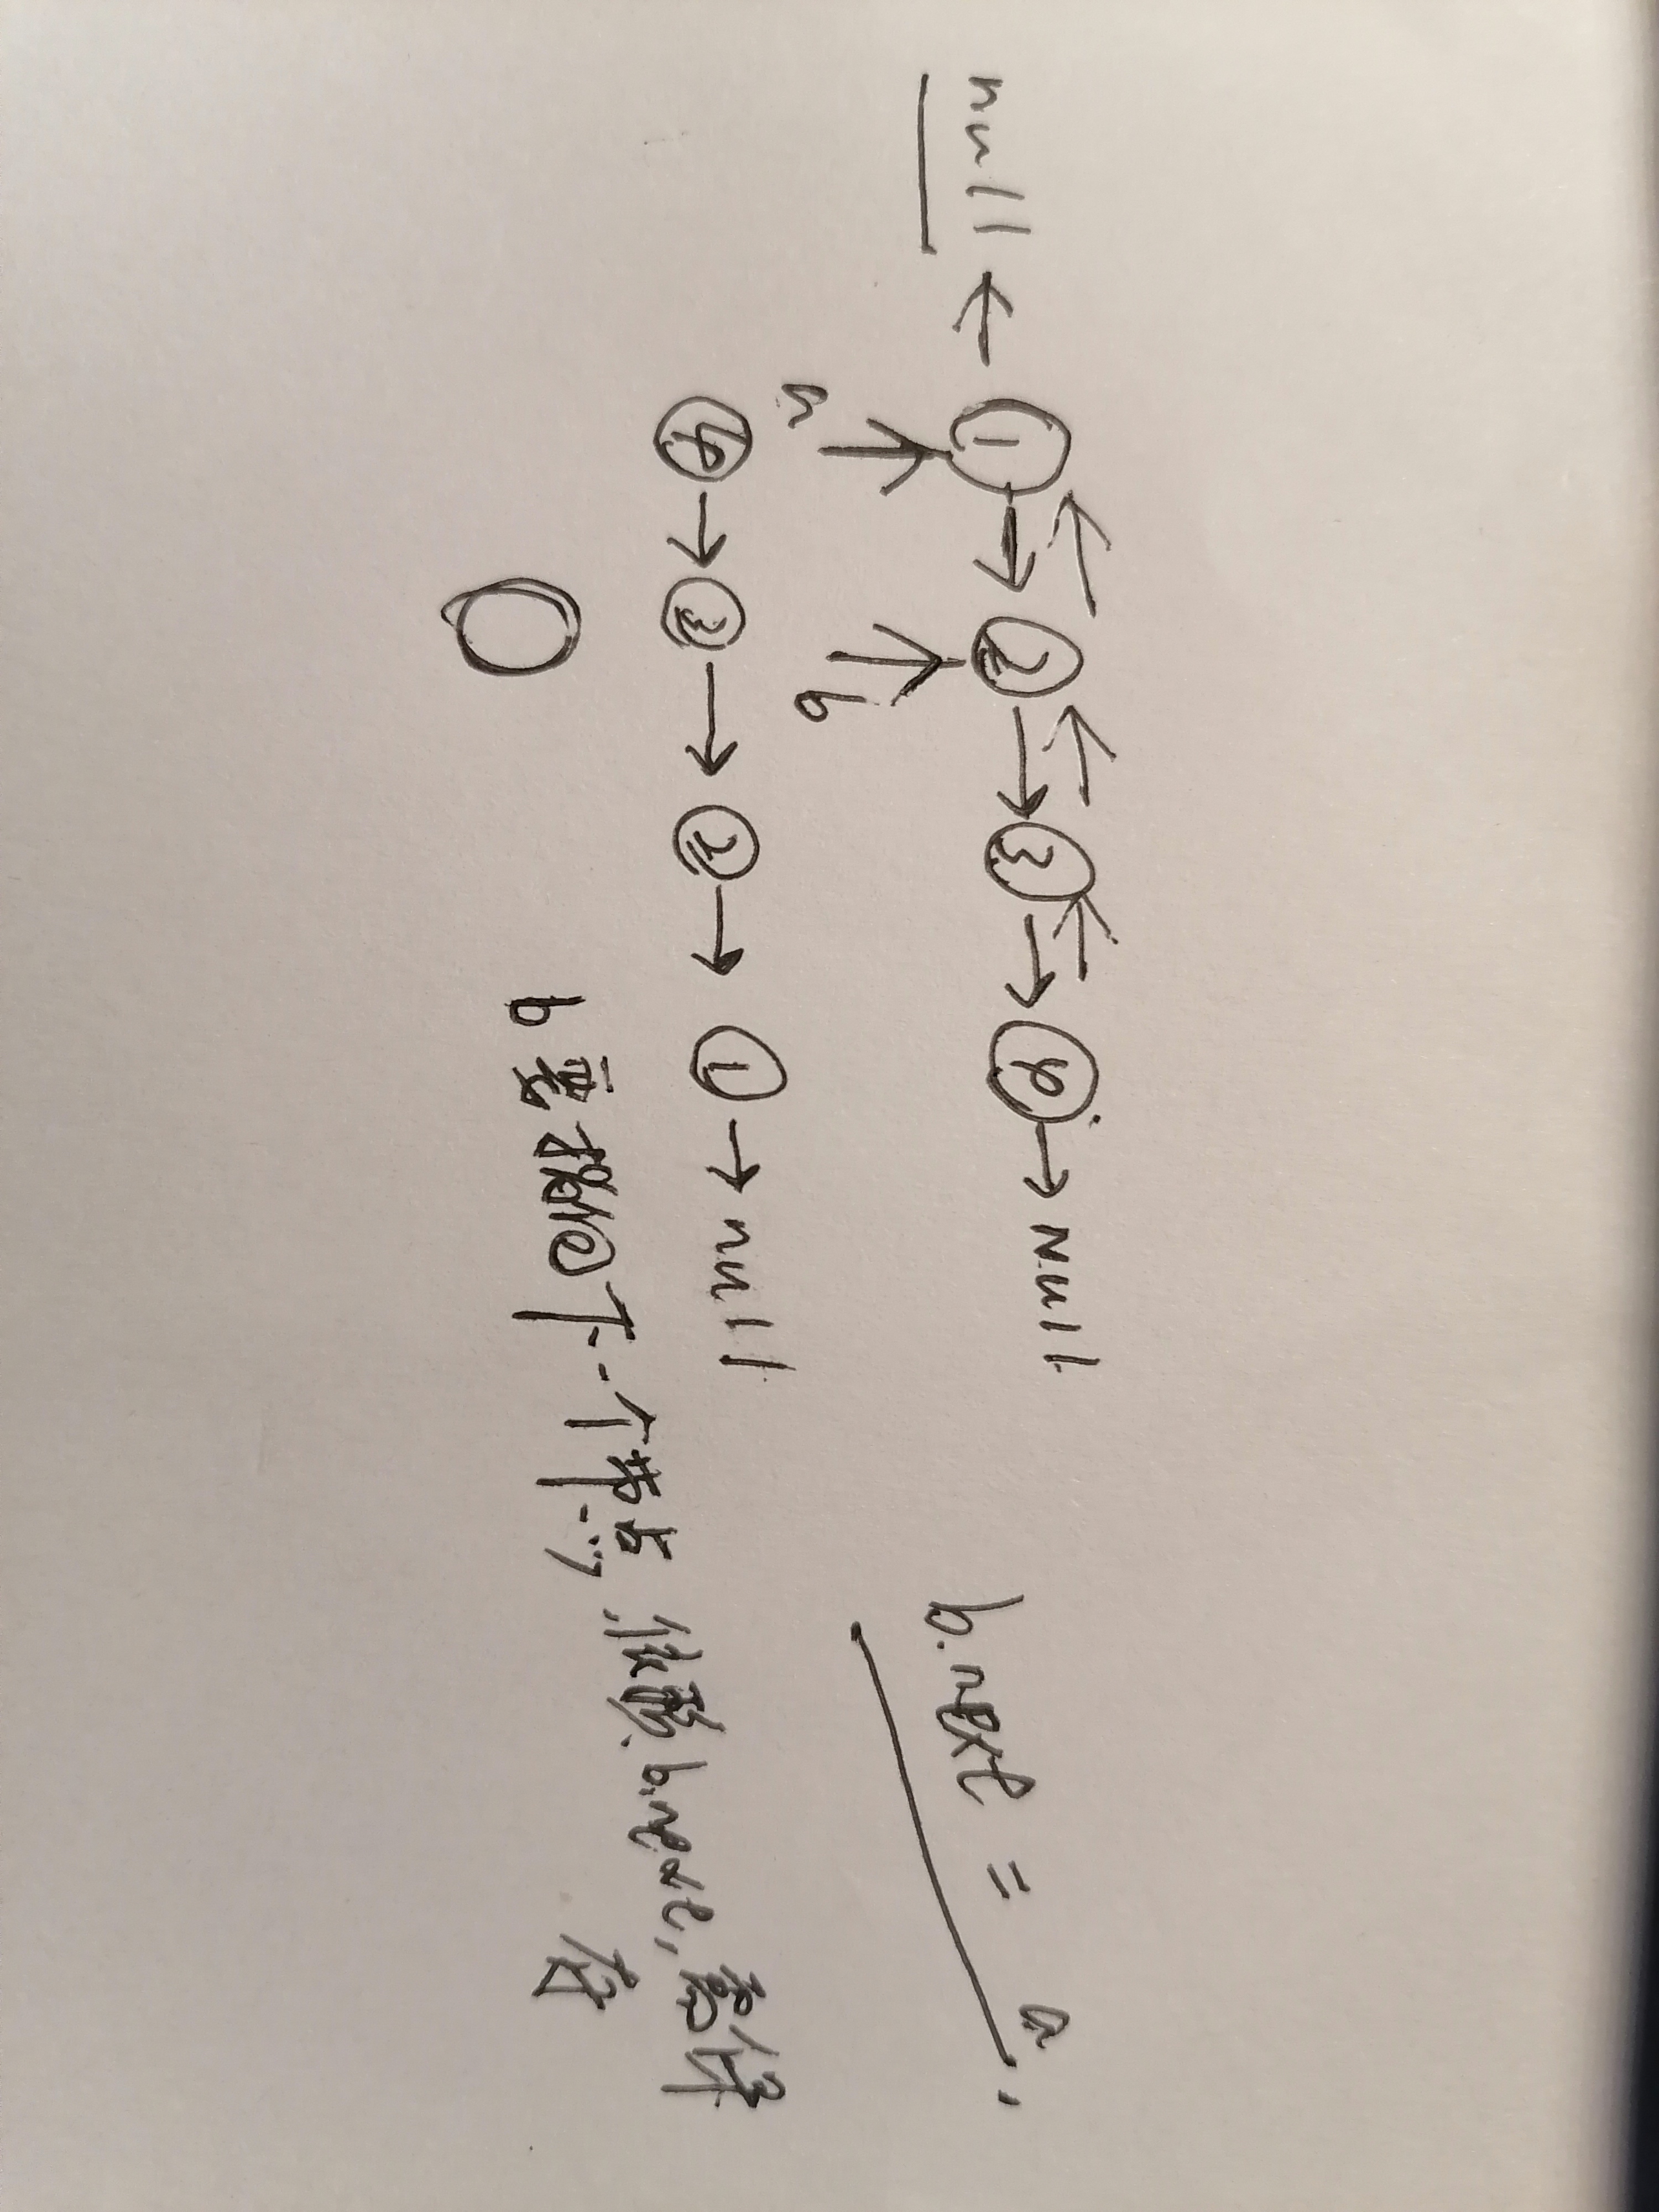 null ← ① → ② → ③ → ④ → null
a b
b.next = a.
④ → ③ → ② → ① → null
b 要指向下一个节点, 依赖 b.next, 需保
存